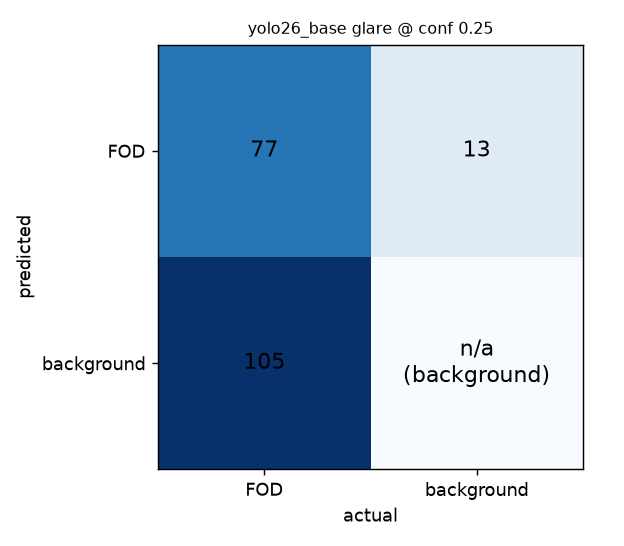 yolo26_base glare @ conf 0.25
predicted
FOD
77
13
background
105
n/a
(background)
FOD
background
actual